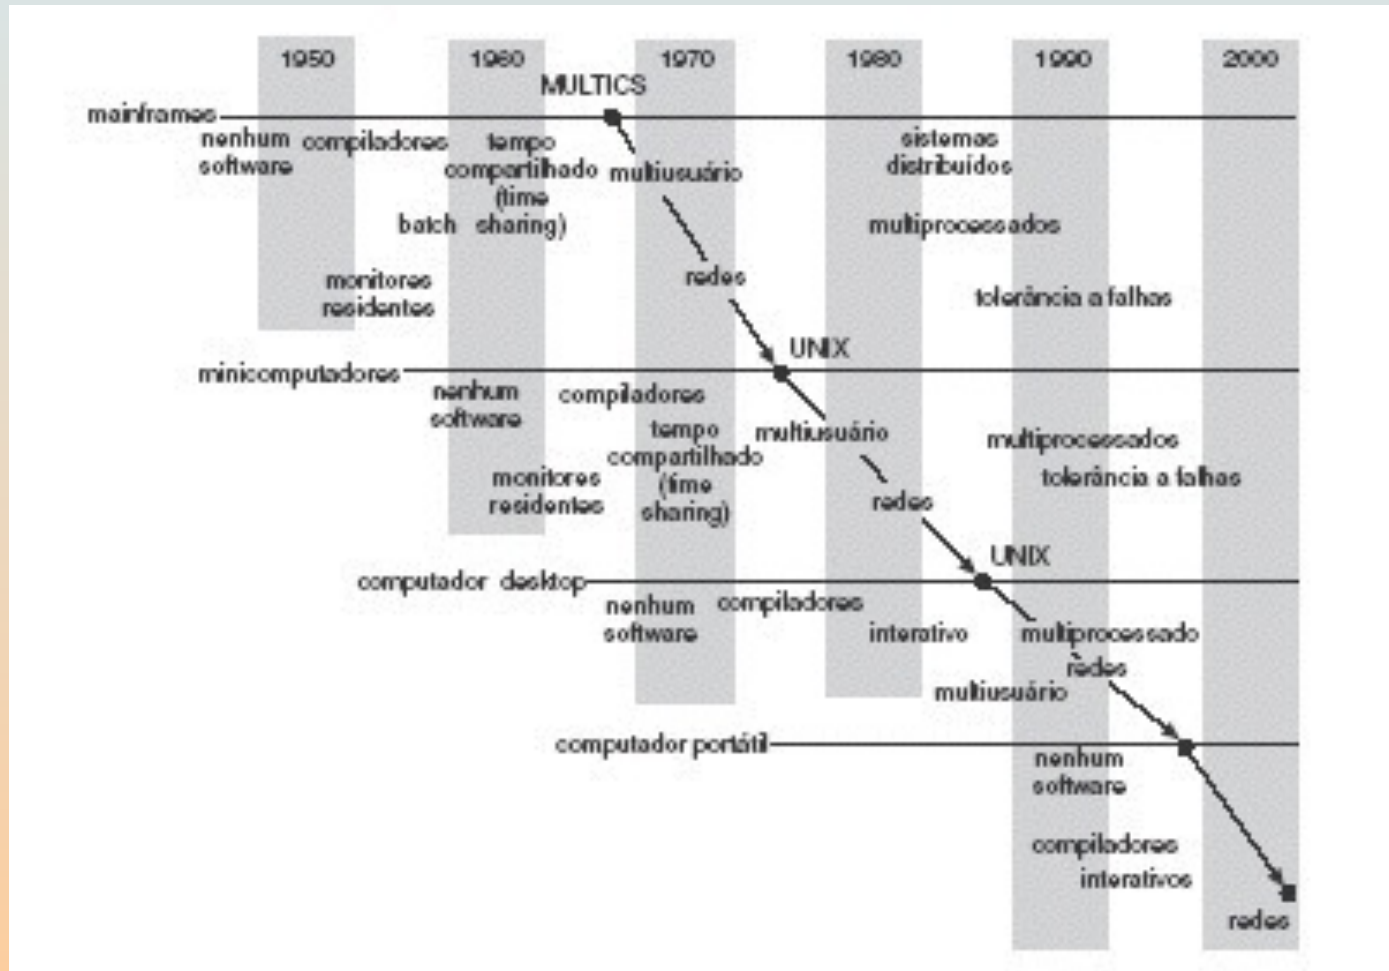 1950 1960 1970 1980 1990 2000
MULTICS
mainframes
nenhum
software
compiladores
tempo
compartilhado
(time
batch sharing)
multiusuário
sistemas
distribuídos
multiprocessados
monitores
residentes
redes
tolerância a falhas
UNIX
minicomputadores
nenhum
software
compiladores
tempo
compartilhado
(time
sharing)
multiusuário
multiprocessados
tolerância a falhas
monitores
residentes
redes
UNIX
computador desktop
nenhum
software
compiladores
interativo
multiprocessado
redes
multiusuário
computador portátil
nenhum
software
compiladores
interativos
redes